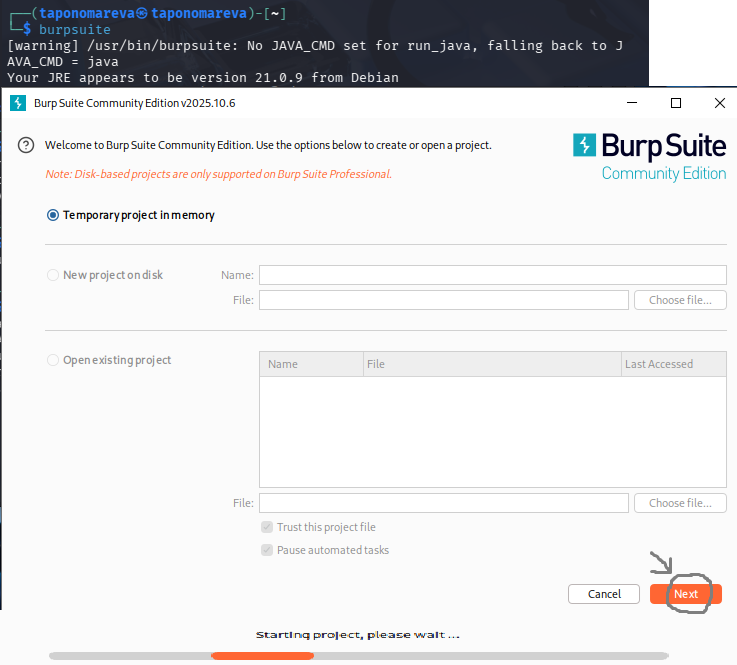 ┌──(taponomareva㉿taponomareva)-[~]
└─$ burpsuite
[warning] /usr/bin/burpsuite: No JAVA_CMD set for run_java, falling back to J
AVA_CMD = java
Your JRE appears to be version 21.0.9 from Debian
Burp Suite Community Edition v2025.10.6
Welcome to Burp Suite Community Edition. Use the options below to create or open a project.
Burp Suite
Note: Disk-based projects are only supported on Burp Suite Professional.
Community Edition
Temporary project in memory
New project on disk
Name:
File:
Choose file...
Open existing project
Name
File
Last Accessed
File:
Choose file...
Trust this project file
Pause automated tasks
Cancel
Next
Starting project, please wait ...